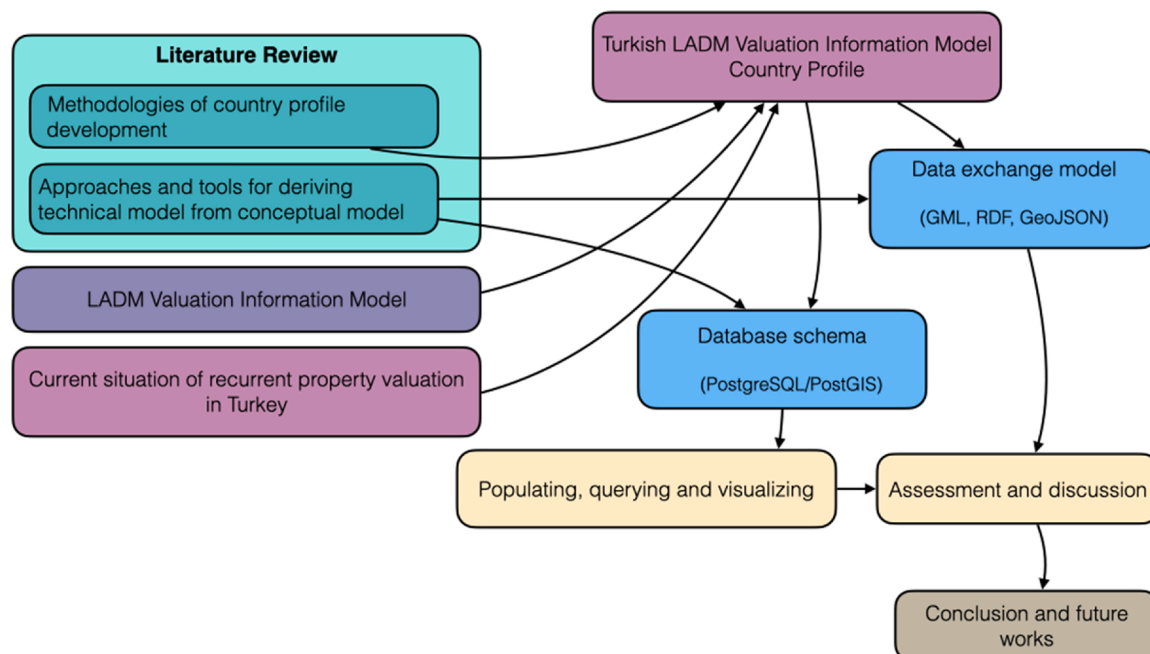 Literature Review
Methodologies of country profile
development
Approaches and tools for deriving
technical model from conceptual model
LADM Valuation Information Model
Current situation of recurrent property valuation
in Turkey
Turkish LADM Valuation Information Model
Country Profile
Data exchange model
(GML, RDF, GeoJSON)
Database schema
(PostgreSQL/PostGIS)
Populating, querying and visualizing
Assessment and discussion
Conclusion and future
works